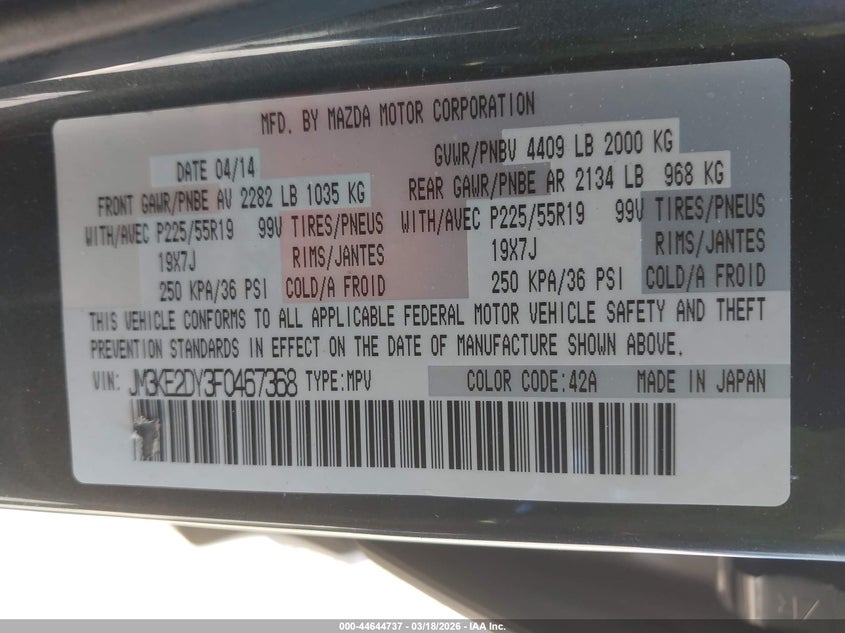 MFD. BY MAZDA MOTOR CORPORATION
DATE 04/14 GVWR/PNBV 4409 LB 2000 KG
FRONT GAWR/PNBE AV 2282 LB 1035 KG REAR GAWR/PNBE AR 2134 LB 968 KG
WITH/AVEC P225/55R19 99V TIRES/PNEUS WITH/AVEC P225/55R19 99V TIRES/PNEUS
19X7J RIMS/JANTES 19X7J RIMS/JANTES
250 KPA/36 PSI COLD/A FROID 250 KPA/36 PSI COLD/A FROID
THIS VEHICLE CONFORMS TO ALL APPLICABLE FEDERAL MOTOR VEHICLE SAFETY AND THEFT
PREVENTION STANDARDS IN EFFECT ON THE DATE OF MANUFACTURE SHOWN ABOVE.
VIN: JM3KE2DY3F0467368 TYPE:MPV COLOR CODE:42A MADE IN JAPAN
000-44644737 - 03/18/2026 - IAA Inc.